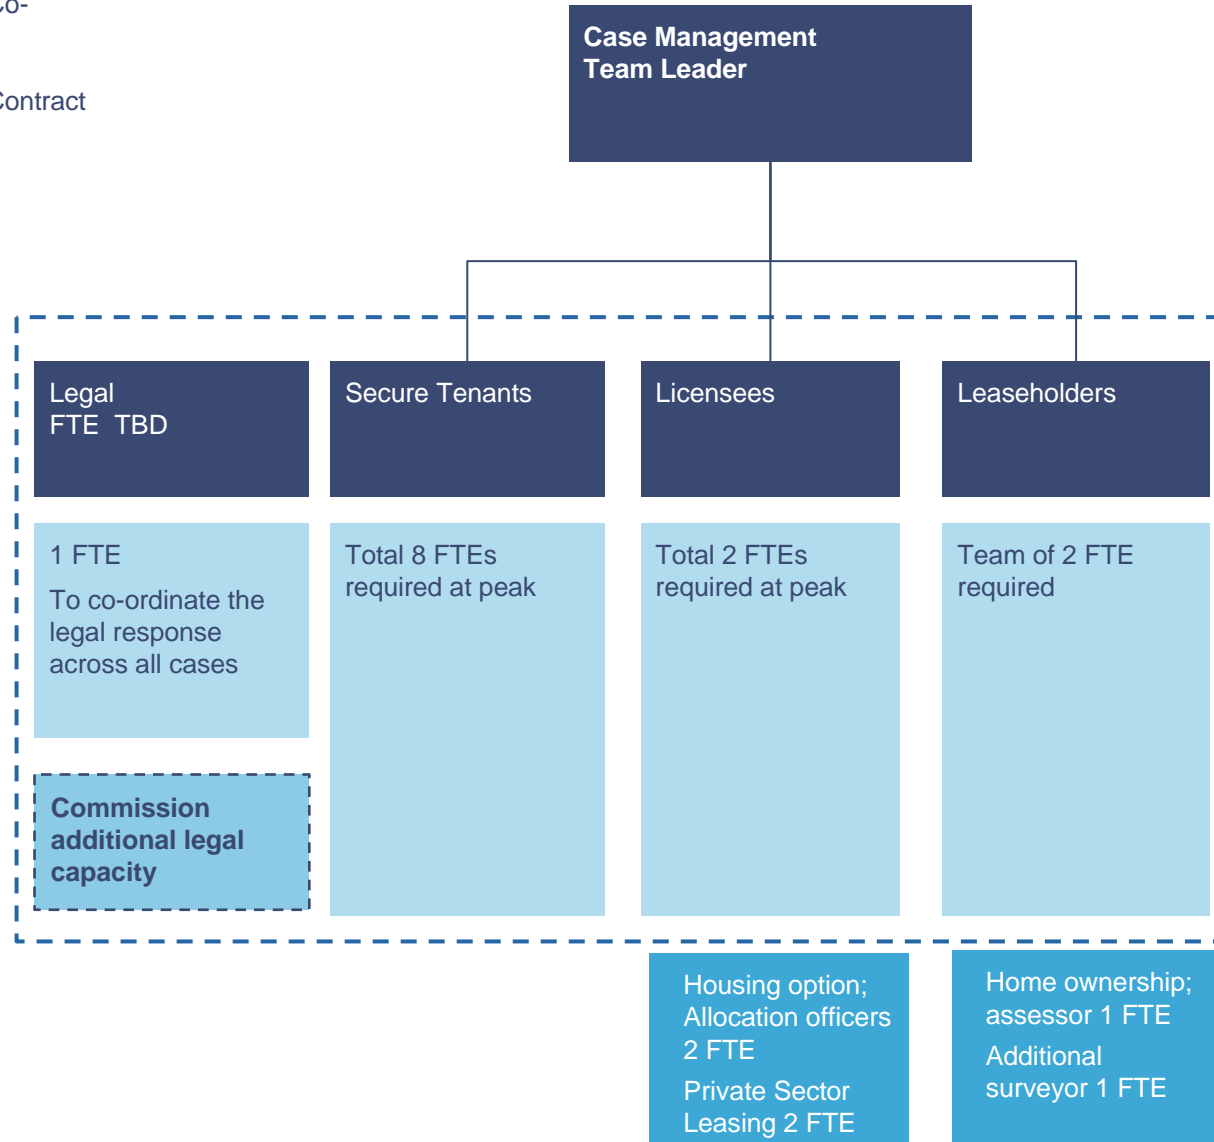 Co-
Contract
Case Management
Team Leader
Legal
FTE TBD
Secure Tenants
Licensees
Leaseholders
1 FTE
To co-ordinate the
legal response
across all cases
Total 8 FTEs
required at peak
Total 2 FTEs
required at peak
Team of 2 FTE
required
Commission
additional legal
capacity
Housing option;
Allocation officers
2 FTE
Private Sector
Leasing 2 FTE
Home ownership;
assessor 1 FTE
Additional
surveyor 1 FTE